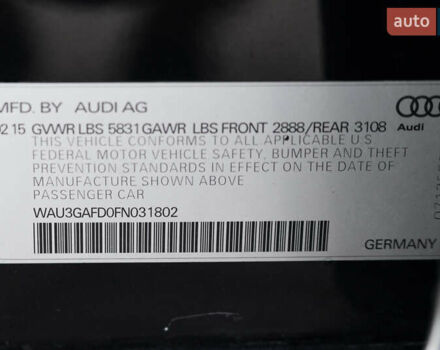 auto
MFD. BY AUDI AG
0215 GVWR LBS 5831 GAWR LBS FRONT 2888/REAR 3108
Audi
THIS VEHICLE CONFORMS TO ALL APPLICABLE U S
FEDERAL MOTOR VEHICLE SAFETY, BUMPER AND THEFT
PREVENTION STANDARDS IN EFFECT ON THE DATE OF
MANUFACTURE SHOWN ABOVE
PASSENGER CAR
WAU3GAFD0FN031802
GERMANY